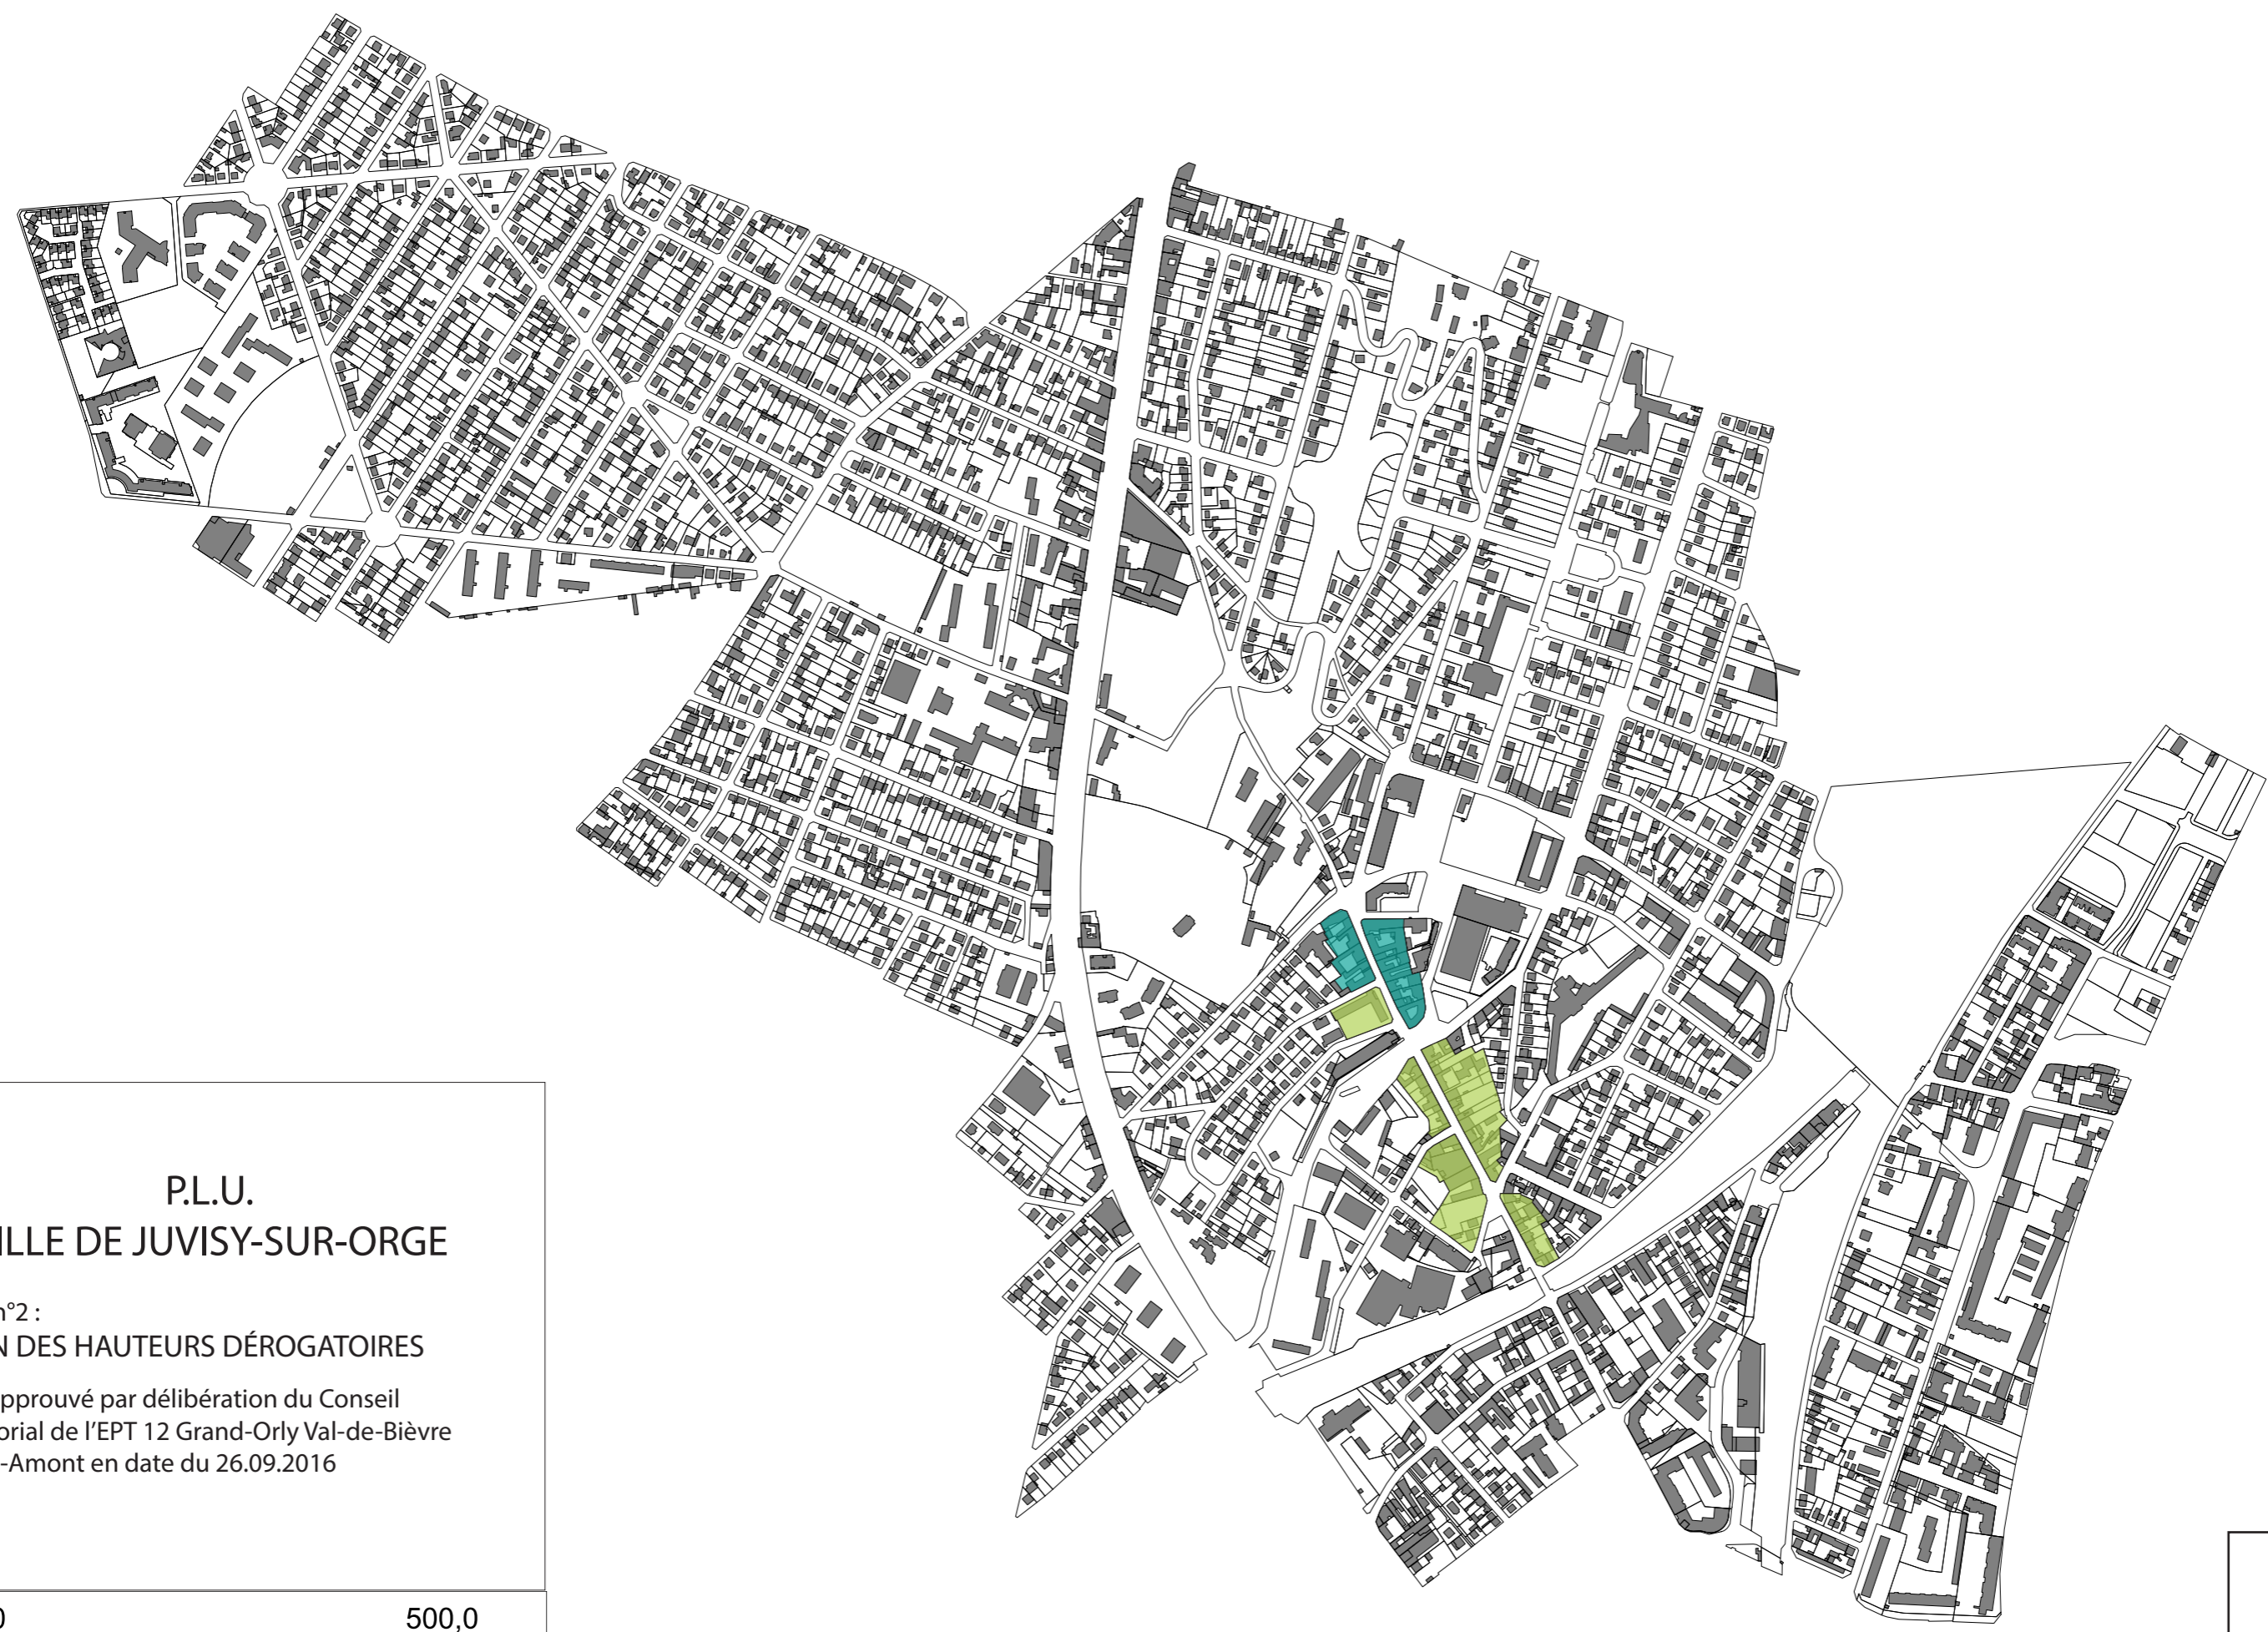 P.L.U.
ILLE DE JUVISY-SUR-ORGE
n°2 :
N DES HAUTEURS DÉROGATOIRES
pprouvé par délibération du Conseil
orial de l'EPT 12 Grand-Orly Val-de-Bièvre
-Amont en date du 26.09.2016
0 500,0